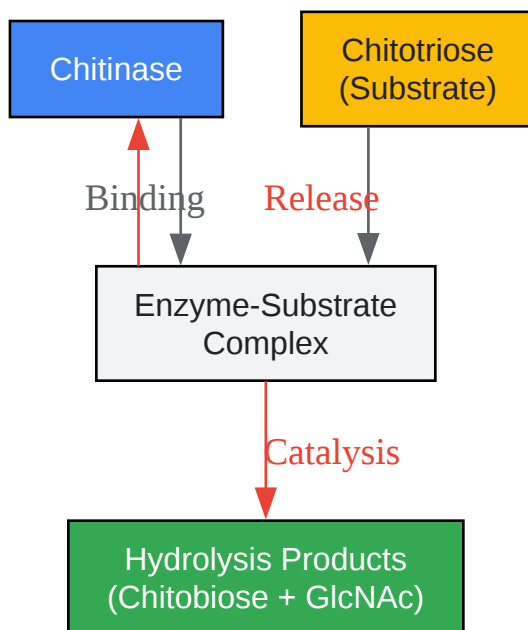 Chitinase
Chitotriose
(Substrate)
Binding
Release
Enzyme-Substrate
Complex
Catalysis
Hydrolysis Products
(Chitobiose + GlcNAc)